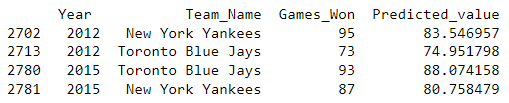 Year Team_Name Games_Won Predicted_value
2702 2012 New York Yankees 95 83.546957
2713 2012 Toronto Blue Jays 73 74.951798
2780 2015 Toronto Blue Jays 93 88.074158
2781 2015 New York Yankees 87 80.758479